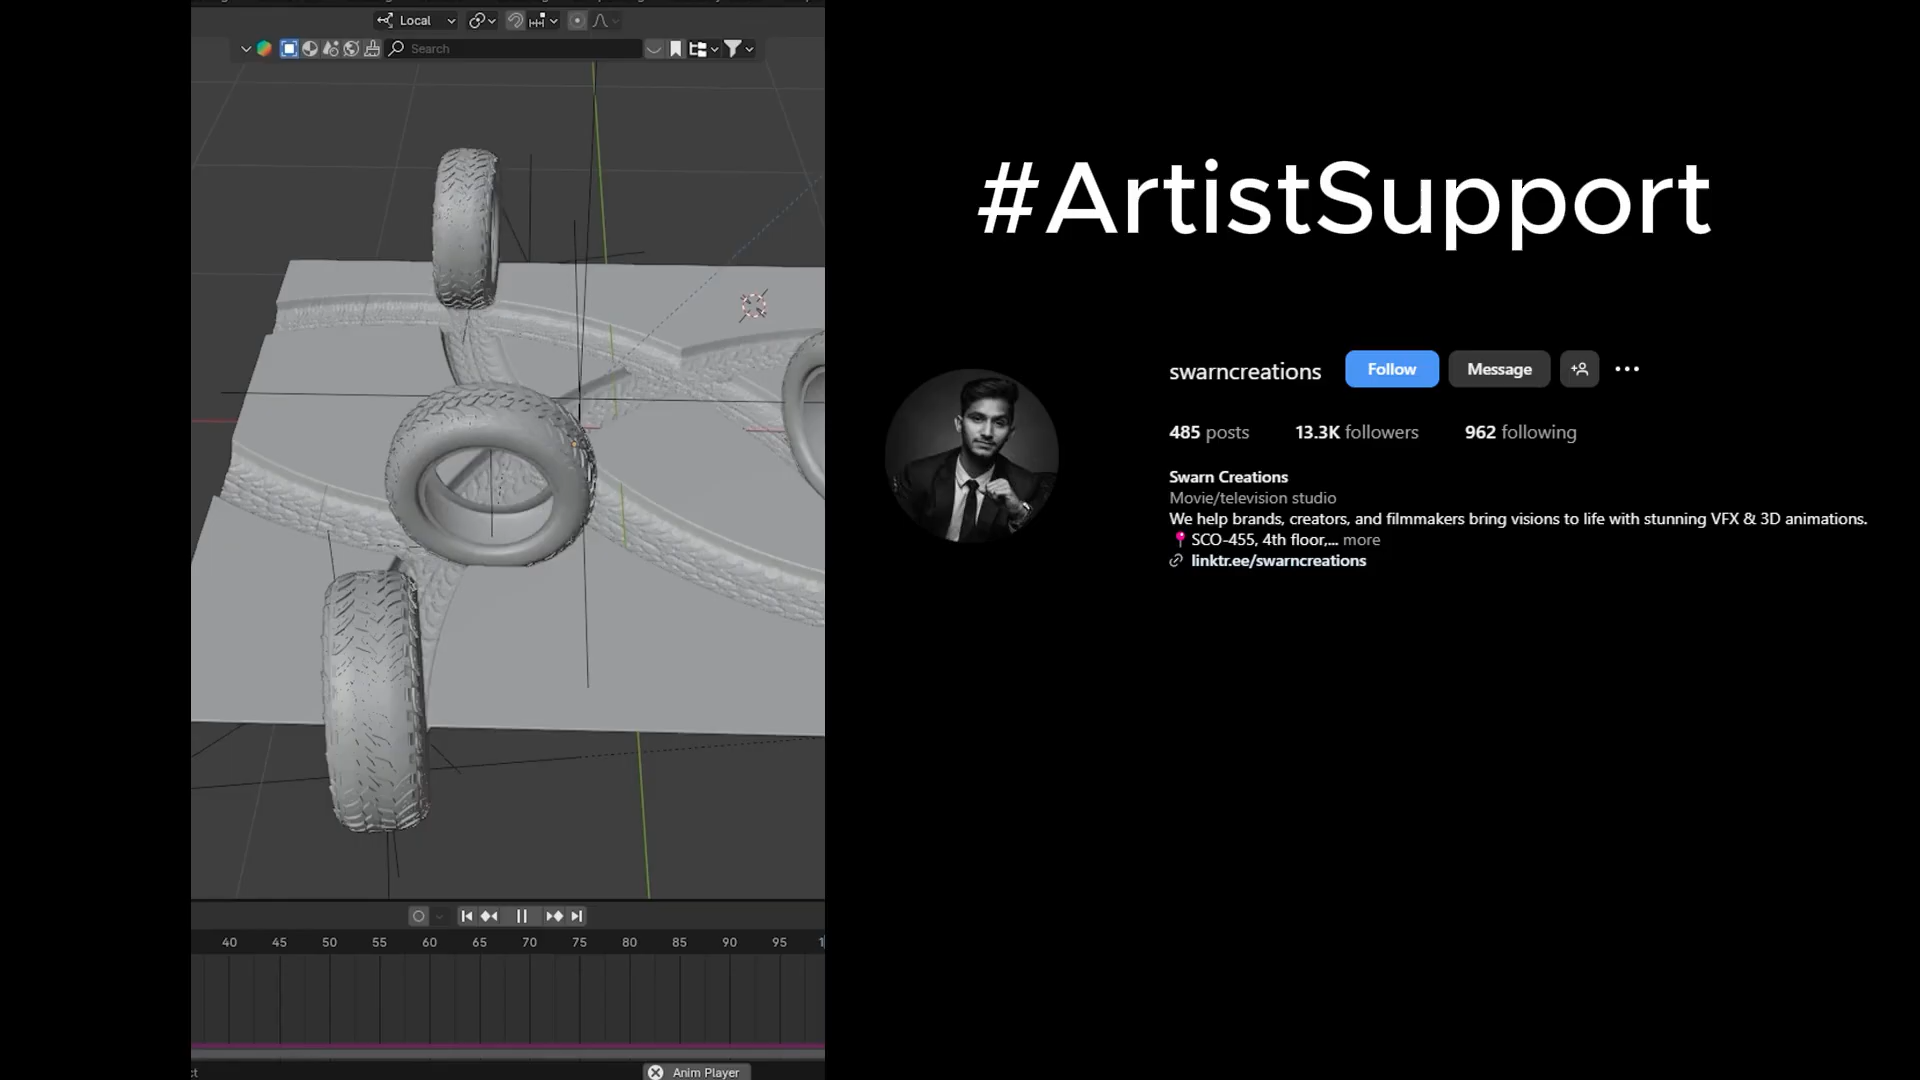 Local
Search
#ArtistSupport
swarncreations
Follow
Message
485 posts
13.3K followers
962 following
Swarn Creations
Movie/television studio
We help brands, creators, and filmmakers bring visions to life with stunning VFX & 3D animations.
SCO-455, 4th floor,... more
linktr.ee/swarncreations
40 45 50 55 60 65 70 75 80 85 90 95
Anim Player